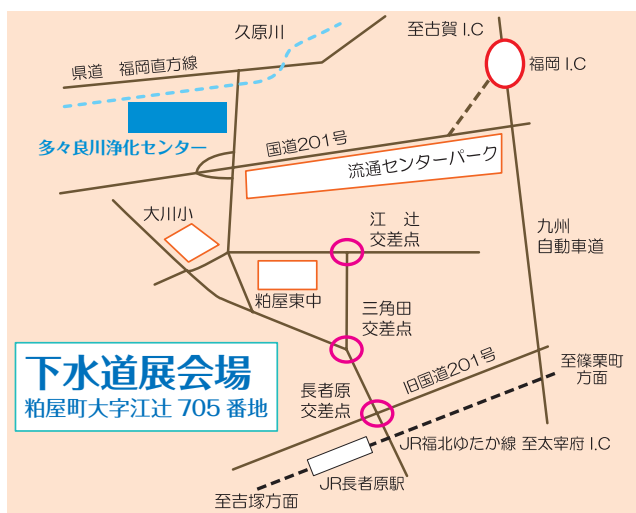 久原川
至古賀 I.C
県道　福岡直方線
福岡 I.C
多々良川浄化センター
国道201号
流通センターパーク
大川小
江　辻
交差点
九州
自動車道
粕屋東中
三角田
交差点
下水道展会場
粕屋町大字江辻 705 番地
長者原
交差点
旧国道201号
至篠栗町
方面
JR福北ゆたか線 至太宰府 I.C
JR長者原駅
至吉塚方面